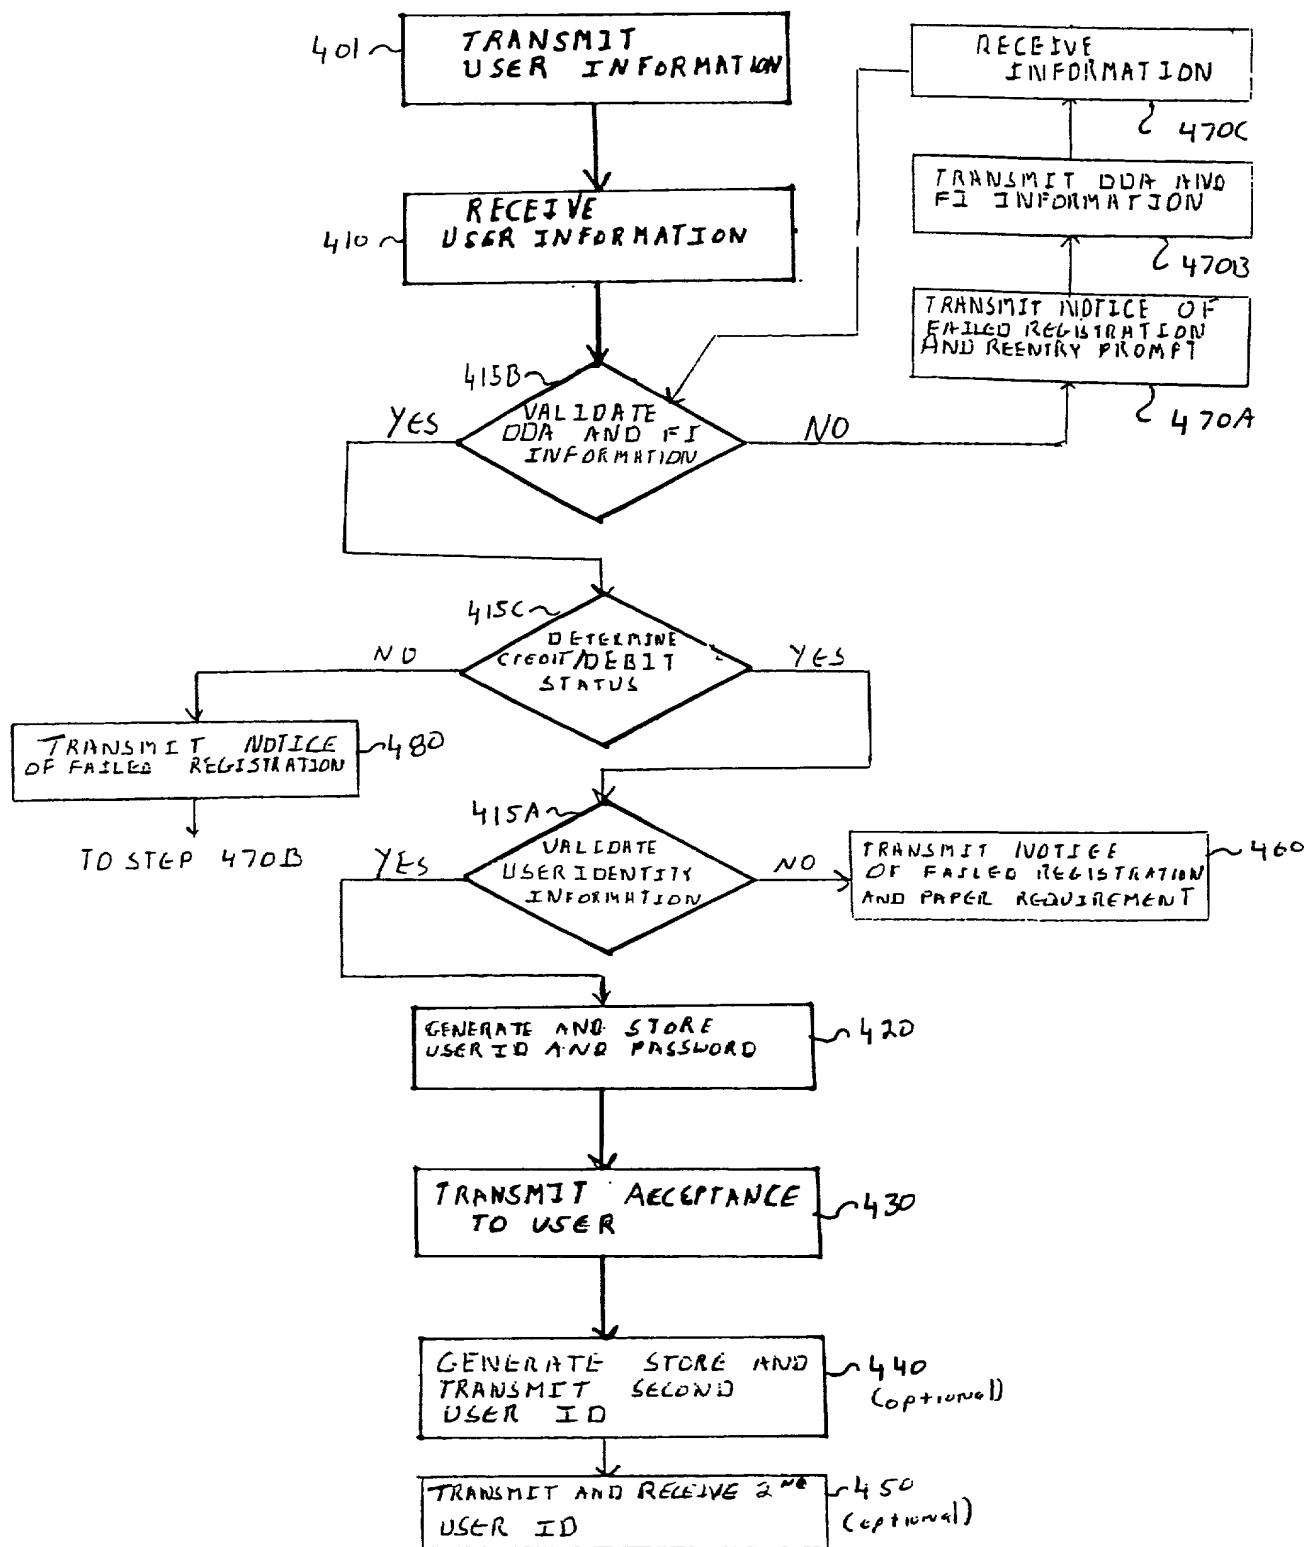 401
TRANSMIT
USER INFORMATION
RECEIVE
INFORMATION
470C
TRANSMIT DDA AND
FI INFORMATION
470B
410
RECEIVE
USER INFORMATION
TRANSMIT NOTICE OF
FAILED REGISTRATION
AND REENTRY PROMPT
470A
415B
YES
VALIDATE
DDA AND FI
INFORMATION
NO
415C
NO
DETERMINE
CREDIT/DEBIT
STATUS
YES
TRANSMIT NOTICE
OF FAILED REGISTRATION
480
TO STEP 470B
415A
YES
VALIDATE
USER IDENTITY
INFORMATION
NO
TRANSMIT NOTICE
OF FAILED REGISTRATION
AND PAPER REQUIREMENT
460
GENERATE AND STORE
USER ID AND PASSWORD
420
TRANSMIT ACCEPTANCE
TO USER
430
GENERATE STORE AND
TRANSMIT SECOND
USER ID
440
(optional)
TRANSMIT AND RECEIVE 2ND
USER ID
450
(optional)